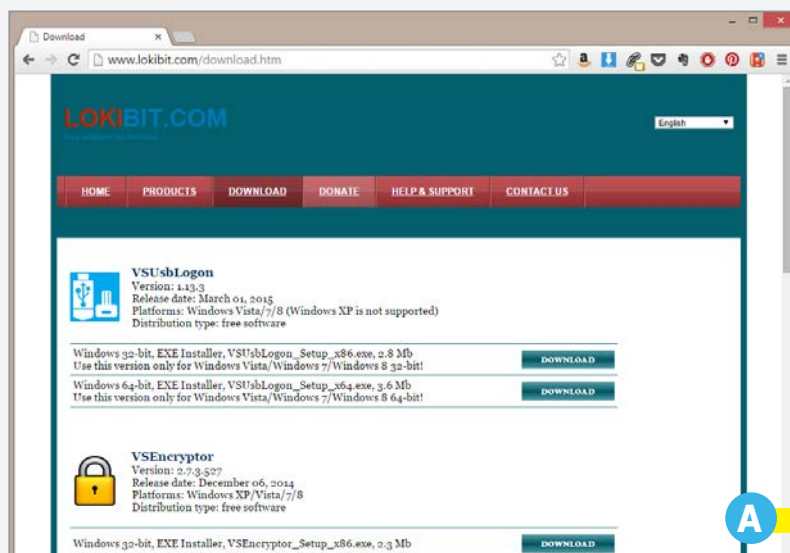 Download
www.lokibit.com/download.htm
LOKIBIT.COM
English
HOME PRODUCTS DOWNLOAD DONATE HELP & SUPPORT CONTACT US
VSUsbLogon
Version: 1.13.3
Release date: March 01, 2015
Platforms: Windows Vista/7/8 (Windows XP is not supported)
Distribution type: free software
Windows 32-bit, EXE Installer, VSUsbLogon_Setup_x86.exe, 2.8 Mb
Use this version only for Windows Vista/Windows 7/Windows 8 32-bit!
DOWNLOAD
Windows 64-bit, EXE Installer, VSUsbLogon_Setup_x64.exe, 3.6 Mb
Use this version only for Windows Vista/Windows 7/Windows 8 64-bit!
DOWNLOAD
VSEncryptor
Version: 2.7.3.527
Release date: December 06, 2014
Platforms: Windows XP/Vista/7/8
Distribution type: free software
Windows 32-bit, EXE Installer, VSEncryptor_Setup_x86.exe, 2.3 Mb
DOWNLOAD
A